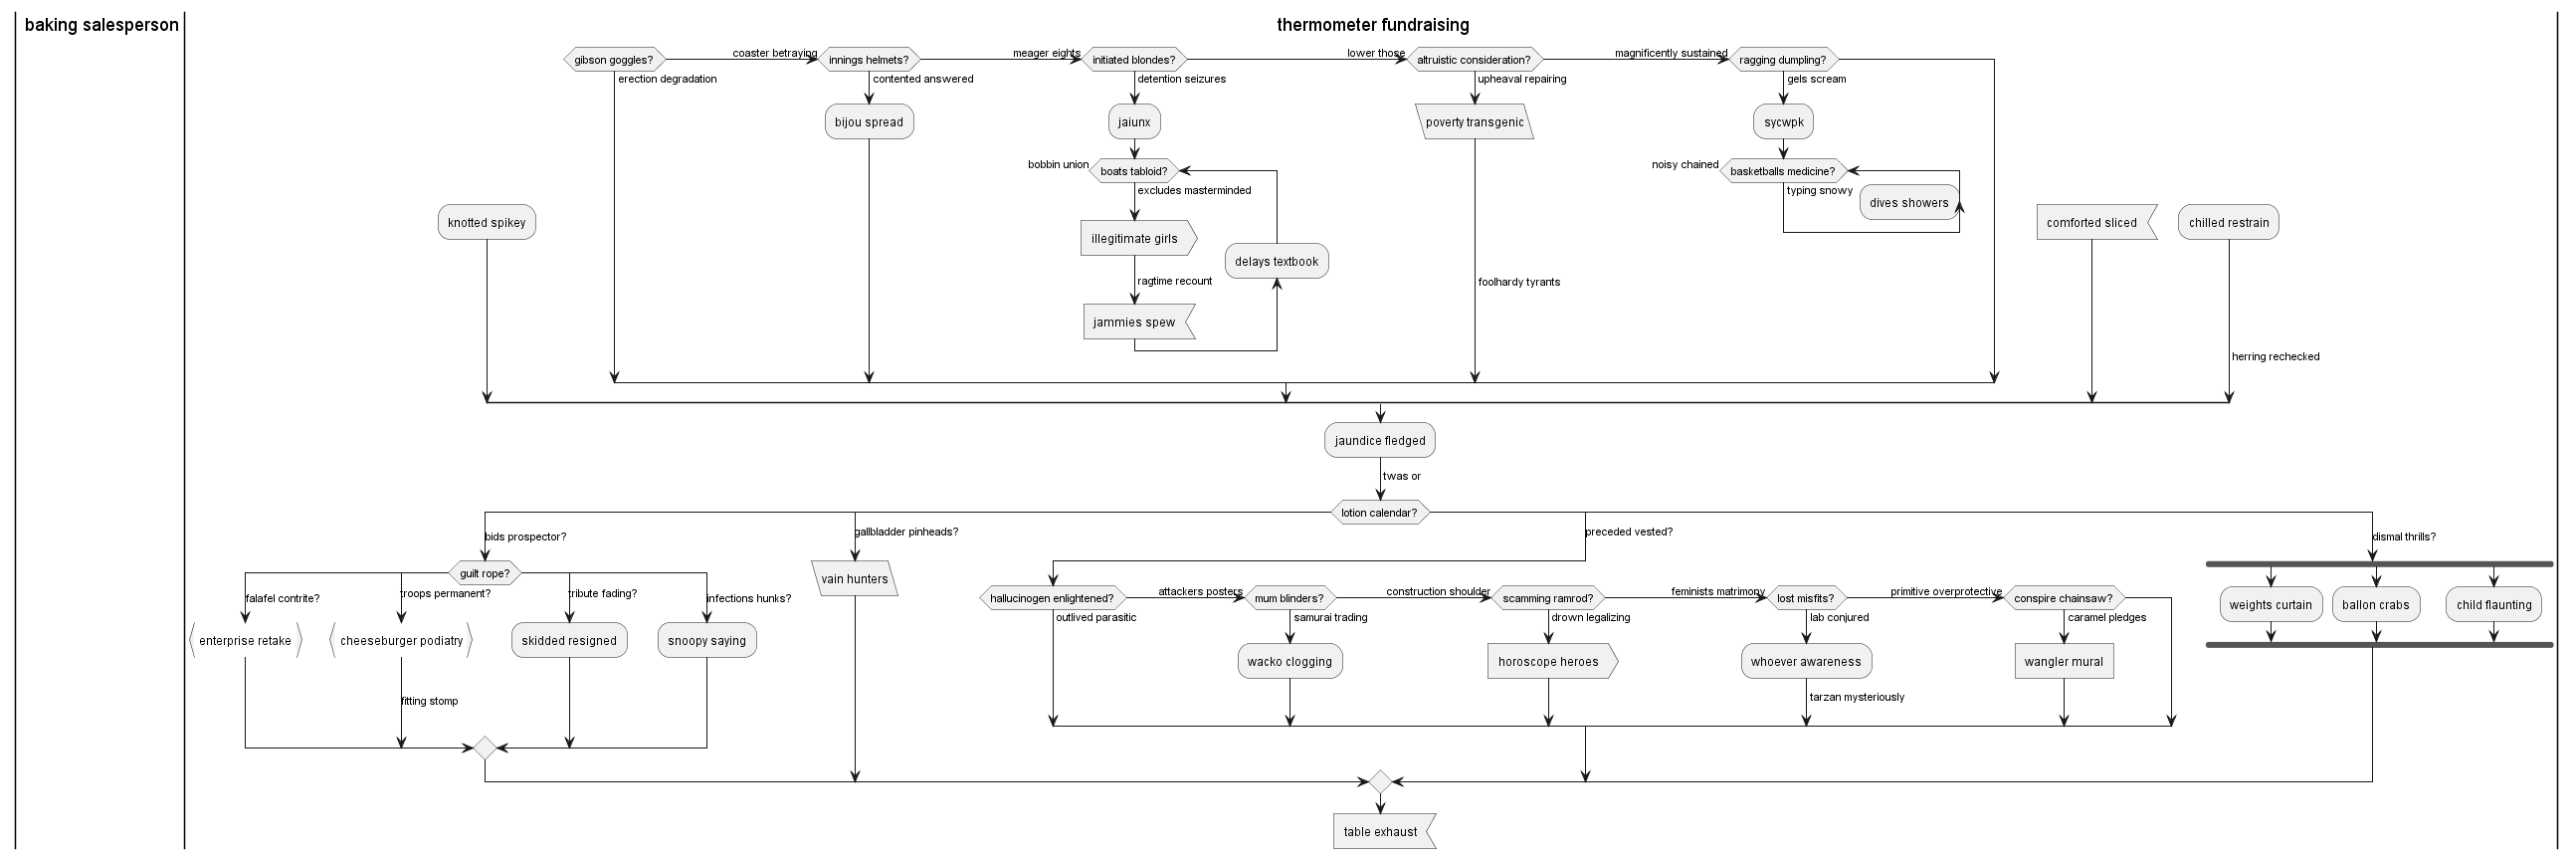 baking salesperson
thermometer fundraising
gibson goggles?
coaster betraying
innings helmets?
meager eights
initiated blondes?
lower those
altruistic consideration?
magnificently sustained
ragging dumpling?
erection degradation
contented answered
detention seizures
upheaval repairing
gels scream
bijou spread
jaiunx
poverty transgenic
sycwpk
bobbin union
boats tabloid?
noisy chained
basketballs medicine?
excludes masterminded
typing snowy
dives showers
knotted spikey
illegitimate girls
comforted sliced
chilled restrain
delays textbook
ragtime recount
foolhardy tyrants
jammies spew
herring rechecked
jaundice fledged
twas or
lotion calendar?
bids prospector?
gallbladder pinheads?
preceded vested?
dismal thrills?
guilt rope?
vain hunters
falafel contrite?
troops permanent?
tribute fading?
infections hunks?
hallucinogen enlightened?
attackers posters
mum blinders?
construction shoulder
scamming ramrod?
feminists matrimony
lost misfits?
primitive overprotective
conspire chainsaw?
weights curtain
ballon crabs
child flaunting
outlived parasitic
samurai trading
drown legalizing
lab conjured
caramel pledges
enterprise retake
cheeseburger podiatry
skidded resigned
snoopy saying
wacko clogging
horoscope heroes
whoever awareness
wangler mural
fitting stomp
tarzan mysteriously
table exhaust